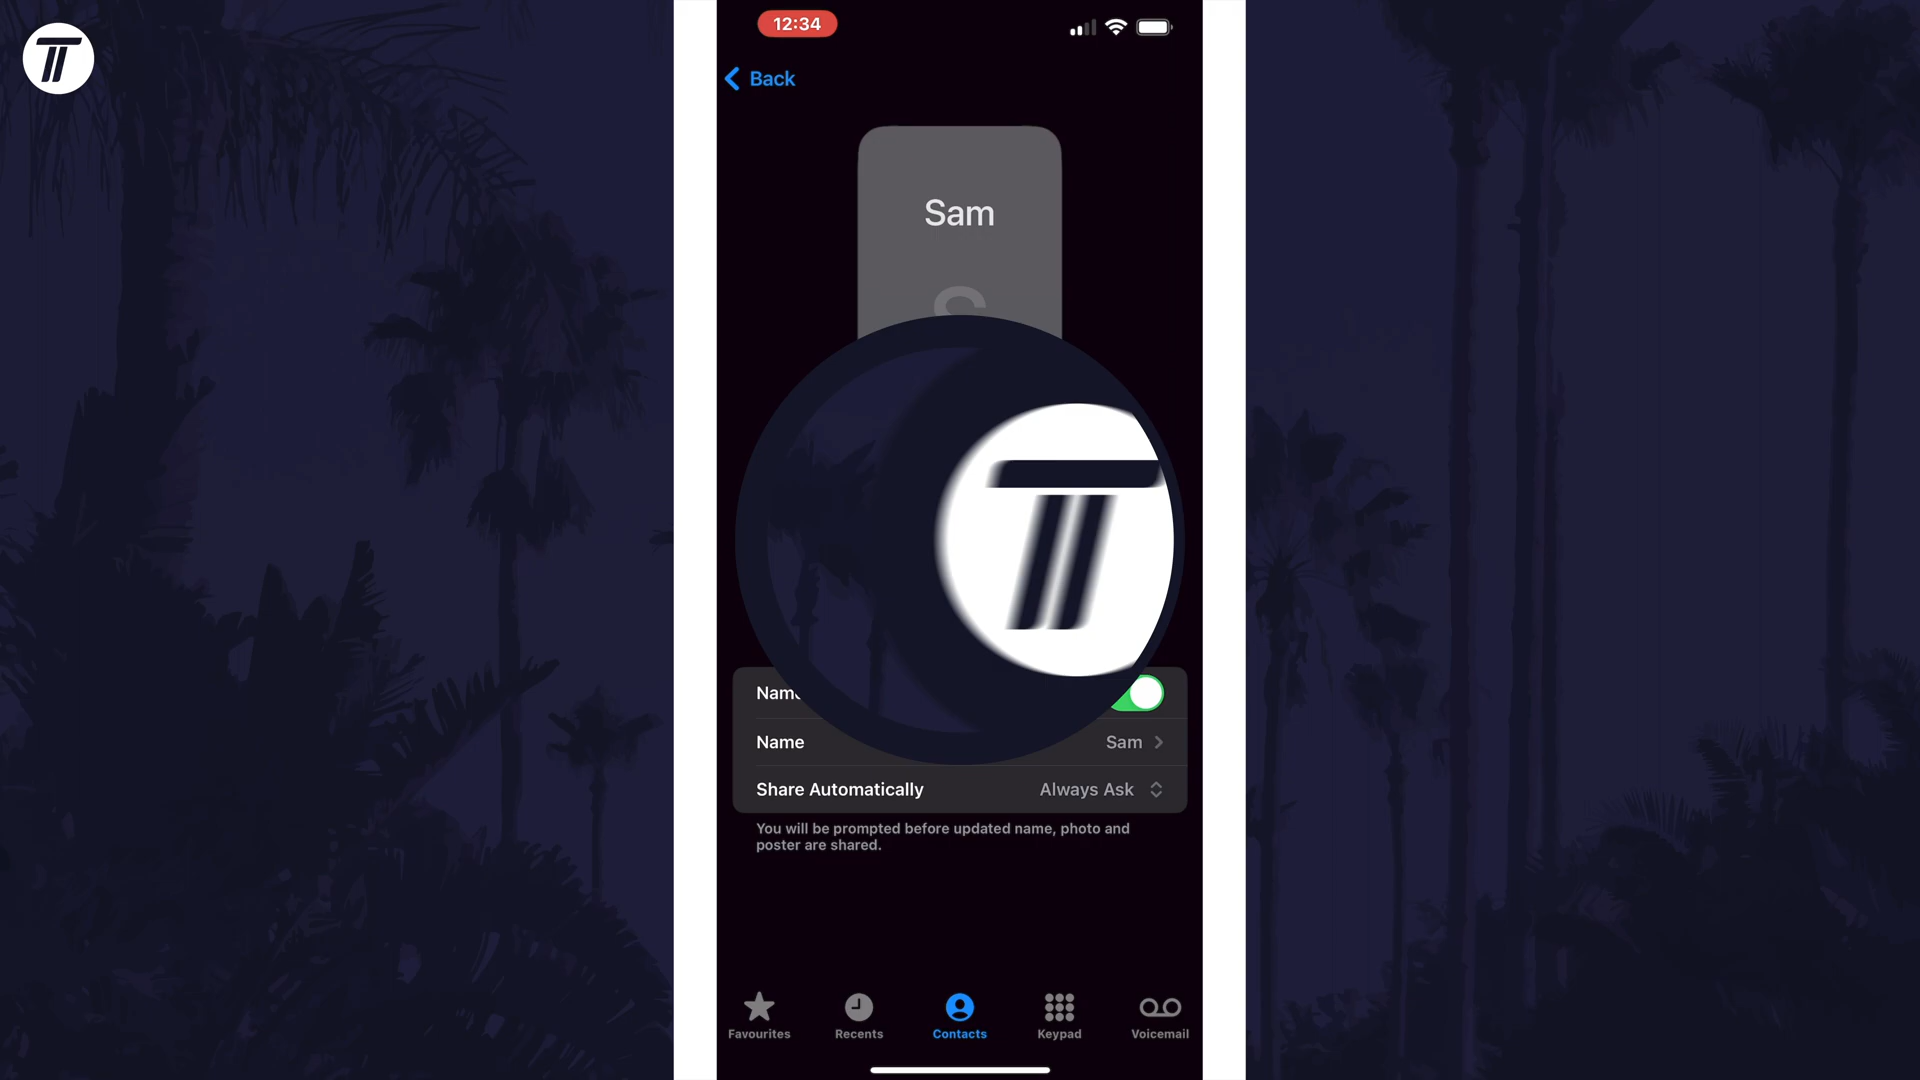 12:34
Back
Sam
Name Sam
Share Automatically Always Ask
You will be prompted before updated name, photo and
poster are shared.
Favourites Recents Contacts Keypad Voicemail